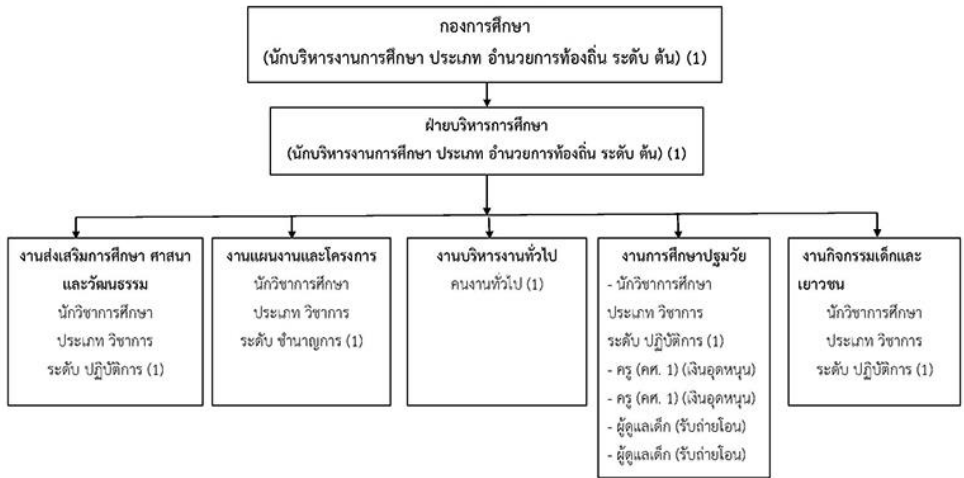 กองการศึกษา
(นักบริหารงานการศึกษา ประเภท อำนวยการท้องถิ่น ระดับ ต้น) (1)
ฝ่ายบริหารการศึกษา
(นักบริหารงานการศึกษา ประเภท อำนวยการท้องถิ่น ระดับ ต้น) (1)
งานส่งเสริมการศึกษา ศาสนา
และวัฒนธรรม
นักวิชาการศึกษา
ประเภท วิชาการ
ระดับ ปฏิบัติการ (1)
งานแผนงานและโครงการ
นักวิชาการศึกษา
ประเภท วิชาการ
ระดับ ชำนาญการ (1)
งานบริหารงานทั่วไป
คนงานทั่วไป (1)
งานการศึกษาปฐมวัย
- นักวิชาการศึกษา
ประเภท วิชาการ
ระดับ ปฏิบัติการ (1)
- ครู (คศ. 1) (เงินอุดหนุน)
- ครู (คศ. 1) (เงินอุดหนุน)
- ผู้ดูแลเด็ก (รับถ่ายโอน)
- ผู้ดูแลเด็ก (รับถ่ายโอน)
งานกิจกรรมเด็กและ
เยาวชน
นักวิชาการศึกษา
ประเภท วิชาการ
ระดับ ปฏิบัติการ (1)